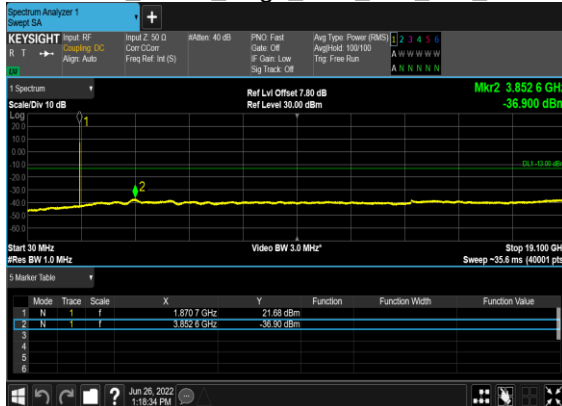 Spectrum Analyzer 1
Swept SA
+
KEYSIGHT Input: RF Input Z: 50 Ω #Atten: 40 dB PNO: Fast Avg Type: Power (RMS) 1 2 3 4 5 6
R T Coupling: DC Corr CCorr Gate: Off Avg|Hold: 100/100 A W W W W W
Align: Auto Freq Ref: Int (S) IF Gain: Low Trig: Free Run
Sig Track: Off A N N N N N
LU
1 Spectrum Ref Lvl Offset 7.80 dB Mkr2 3.852 6 GHz
Scale/Div 10 dB Ref Level 30.00 dBm -36.900 dBm
Log
20.0
10.0
0.00
-10.0
-20.0
-30.0
-40.0
-50.0
-60.0
1
2
DL1 -13.00 dBm
Start 30 MHz Video BW 3.0 MHz* Stop 19.100 GHz
#Res BW 1.0 MHz Sweep ~35.6 ms (40001 pts)
5 Marker Table
Mode Trace Scale X Y Function Function Width Function Value
1 N 1 f 1.870 7 GHz 21.68 dBm
2 N 1 f 3.852 6 GHz -36.90 dBm
3
4
5
6
? Jun 26, 2022
1:18:34 PM